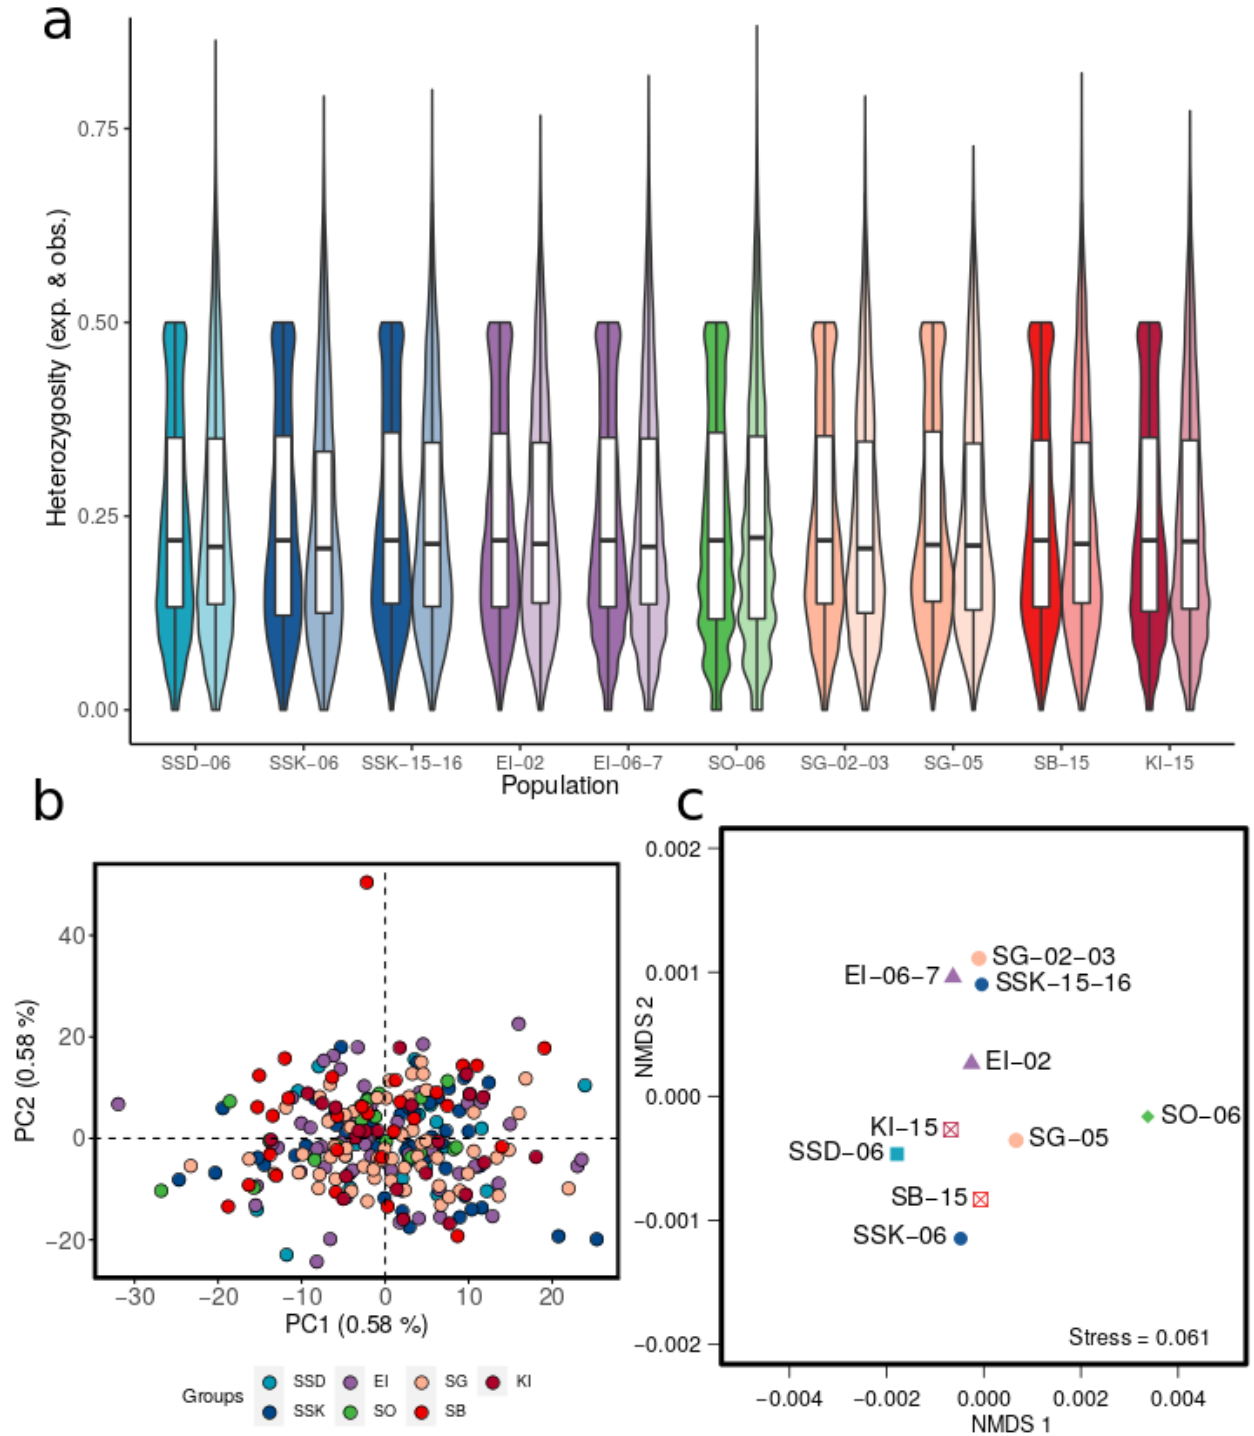 a
Heterozygosity (exp. & obs.)
0.75
0.50
0.25
0.00
SSD−06 SSK−06 SSK−15−16 EI−02 EI−06−7 SO−06 SG−02−03 SG−05 SB−15 KI−15
Population
b
PC2 (0.58 %)
40
20
0
−20
−30 −20 −10 0 10 20
PC1 (0.58 %)
Groups
SSD EI SG KI
SSK SO SB
c
NMDS 2
0.002
0.001
0.000
−0.001
−0.002
SG−02−03
EI−06−7
SSK−15−16
EI−02
SO−06
KI−15
SG−05
SSD−06
SB−15
SSK−06
Stress = 0.061
−0.004 −0.002 0.000 0.002 0.004
NMDS 1